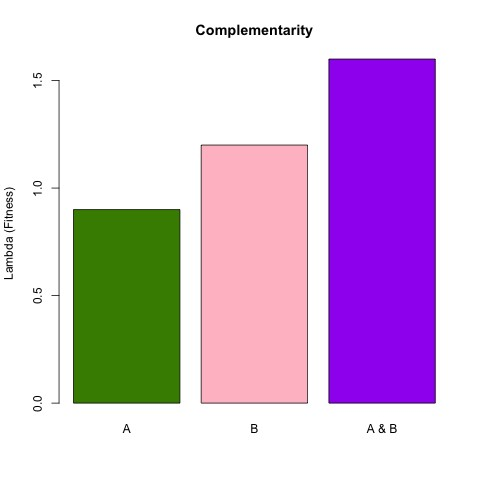 Complementarity
Lambda (Fitness)
1.5
1.0
0.5
0.0
A
B
A & B